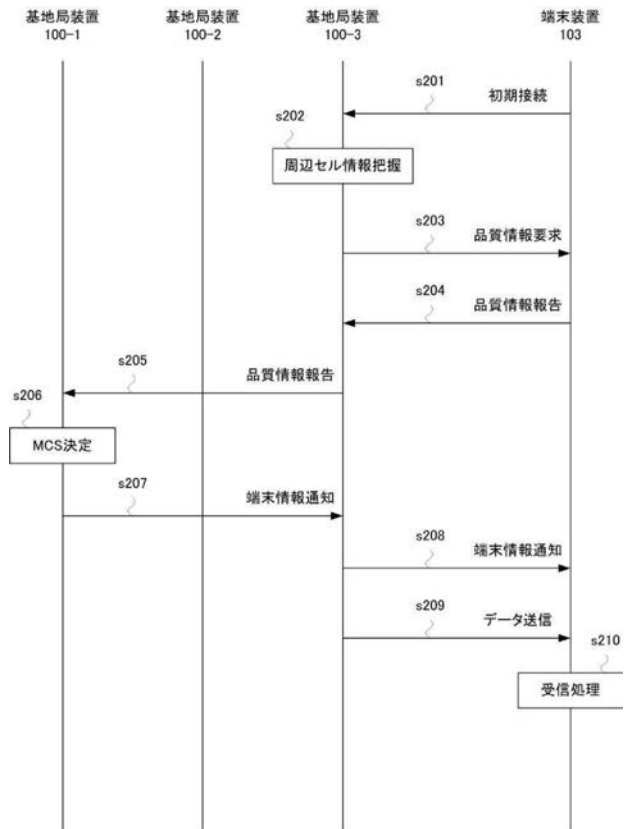 基地局装置 基地局装置 基地局装置 端末装置
100-1 100-2 100-3 103
s201 初期接続
s202
周辺セル情報把握
s203 品質情報要求
s204 品質情報報告
s205 品質情報報告
s206
MCS決定
s207 端末情報通知
s208 端末情報通知
s209 データ送信
s210
受信処理